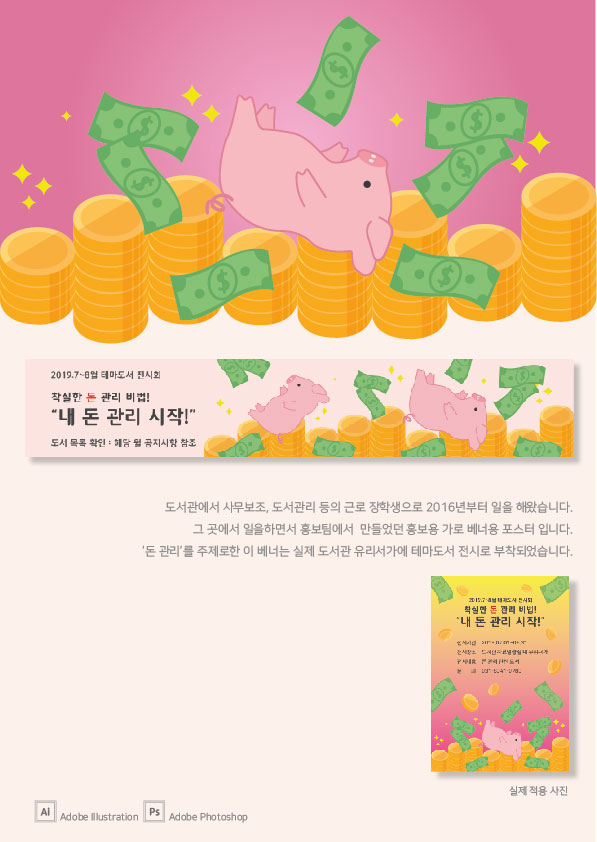 2019.7~8월 테마도서 전시회
확실한 돈 관리 비법!
“내 돈 관리 시작!”
도서 목록 확인 : 해당 월 공지사항 참조
도서관에서 사무보조, 도서관리 등의 근로 장학생으로 2016년부터 일을 해왔습니다.
그 곳에서 일을하면서 홍보팀에서 만들었던 홍보용 가로 베너용 포스터 입니다.
'돈 관리'를 주제로한 이 베너는 실제 도서관 유리서가에 테마도서 전시로 부착되었습니다.
2019.7~8월 테마도서 전시회
확실한 돈 관리 비법!
“내 돈 관리 시작!”
실제 적용 사진
Ai Adobe Illustration Ps Adobe Photoshop